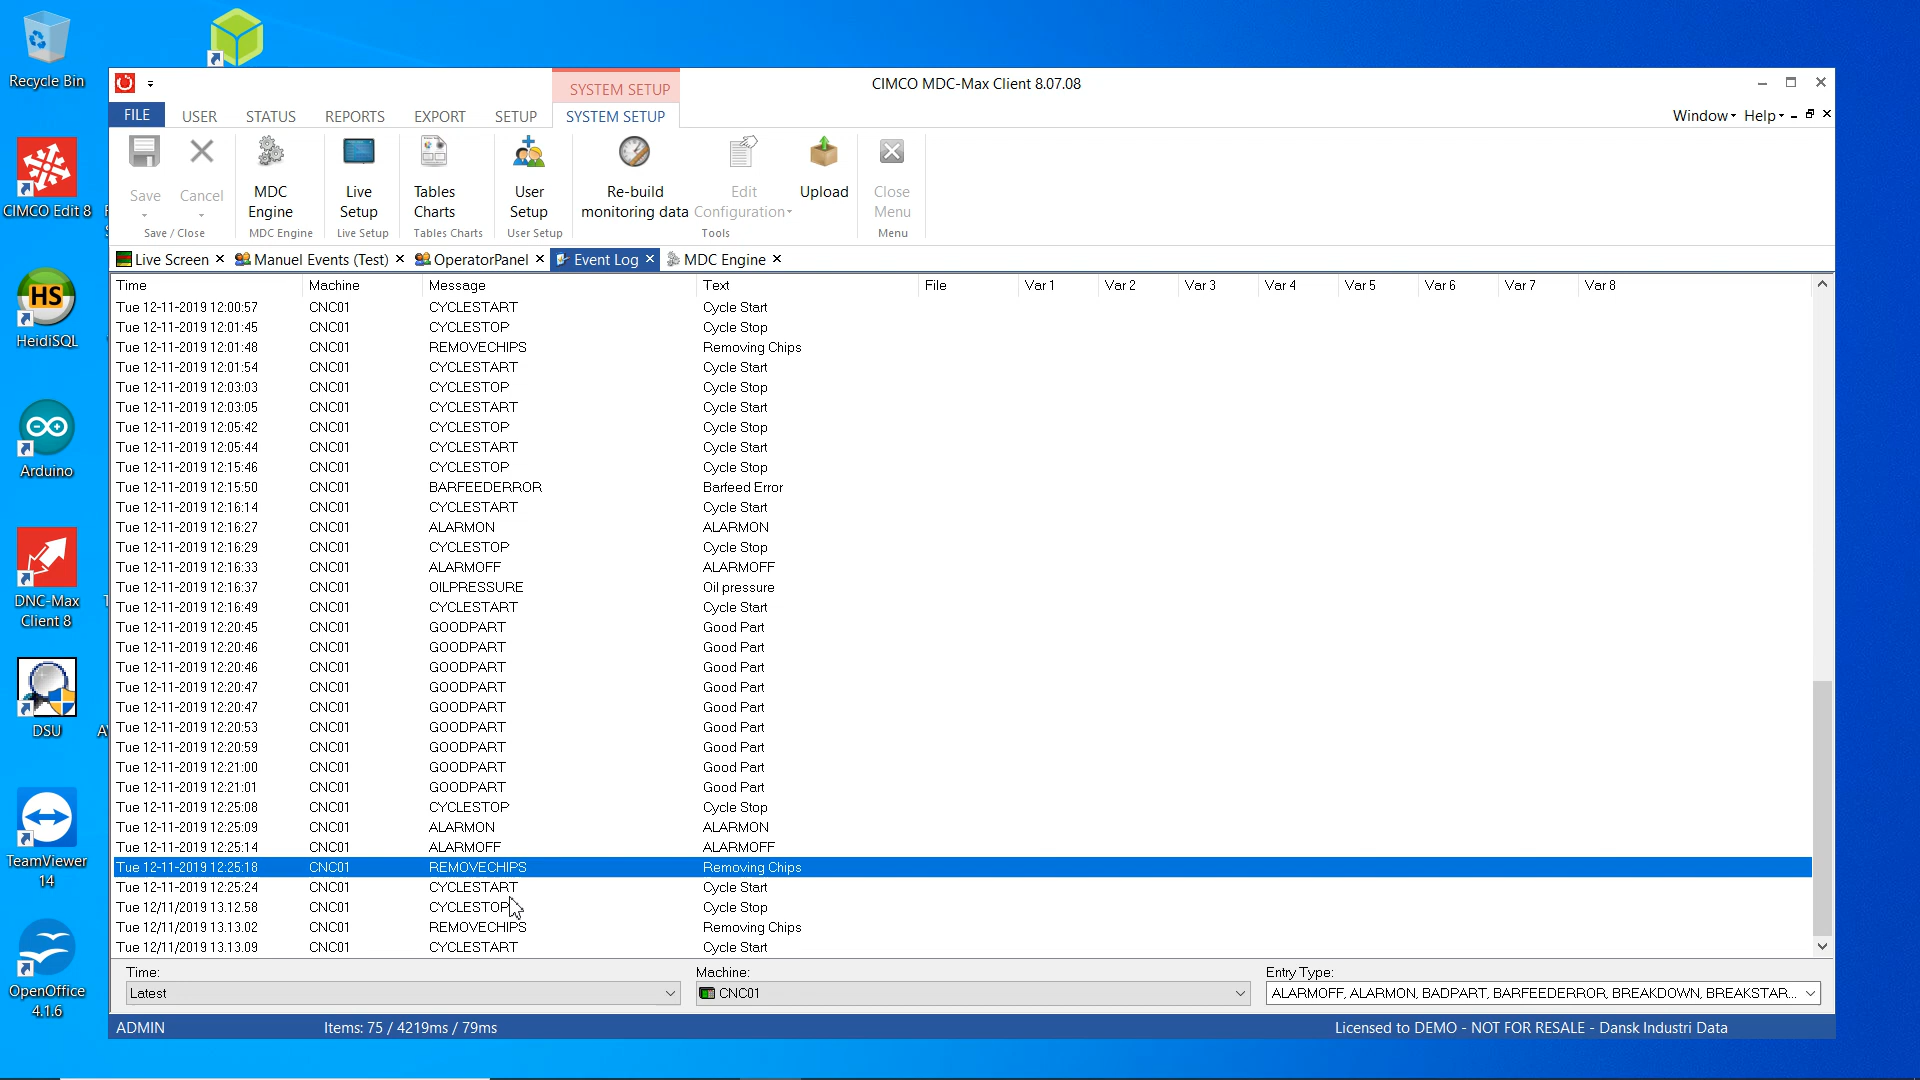 Recycle Bin
CIMCO Edit 8
HeidiSQL
Arduino
DNC-Max
Client 8
DSU
TeamViewer
14
OpenOffice
4.1.6
SYSTEM SETUP
CIMCO MDC-Max Client 8.07.08
FILE USER STATUS REPORTS EXPORT SETUP SYSTEM SETUP Window Help
Save Cancel MDC Engine Live Setup Tables Charts User Setup Re-build monitoring data Edit Configuration Upload Close Menu
Save / Close MDC Engine Live Setup Tables Charts User Setup Tools Menu
Live Screen Manuel Events (Test) OperatorPanel Event Log MDC Engine
Time Machine Message Text File Var 1 Var 2 Var 3 Var 4 Var 5 Var 6 Var 7 Var 8
Tue 12-11-2019 12:00:57 CNC01 CYCLESTART Cycle Start
Tue 12-11-2019 12:01:45 CNC01 CYCLESTOP Cycle Stop
Tue 12-11-2019 12:01:48 CNC01 REMOVECHIPS Removing Chips
Tue 12-11-2019 12:01:54 CNC01 CYCLESTART Cycle Start
Tue 12-11-2019 12:03:03 CNC01 CYCLESTOP Cycle Stop
Tue 12-11-2019 12:03:05 CNC01 CYCLESTART Cycle Start
Tue 12-11-2019 12:05:42 CNC01 CYCLESTOP Cycle Stop
Tue 12-11-2019 12:05:44 CNC01 CYCLESTART Cycle Start
Tue 12-11-2019 12:15:46 CNC01 CYCLESTOP Cycle Stop
Tue 12-11-2019 12:15:50 CNC01 BARFEEDERROR Barfeed Error
Tue 12-11-2019 12:16:14 CNC01 CYCLESTART Cycle Start
Tue 12-11-2019 12:16:27 CNC01 ALARMON ALARMON
Tue 12-11-2019 12:16:29 CNC01 CYCLESTOP Cycle Stop
Tue 12-11-2019 12:16:33 CNC01 ALARMOFF ALARMOFF
Tue 12-11-2019 12:16:37 CNC01 OILPRESSURE Oil pressure
Tue 12-11-2019 12:16:49 CNC01 CYCLESTART Cycle Start
Tue 12-11-2019 12:20:45 CNC01 GOODPART Good Part
Tue 12-11-2019 12:20:46 CNC01 GOODPART Good Part
Tue 12-11-2019 12:20:46 CNC01 GOODPART Good Part
Tue 12-11-2019 12:20:47 CNC01 GOODPART Good Part
Tue 12-11-2019 12:20:47 CNC01 GOODPART Good Part
Tue 12-11-2019 12:20:53 CNC01 GOODPART Good Part
Tue 12-11-2019 12:20:59 CNC01 GOODPART Good Part
Tue 12-11-2019 12:21:00 CNC01 GOODPART Good Part
Tue 12-11-2019 12:21:01 CNC01 GOODPART Good Part
Tue 12-11-2019 12:25:08 CNC01 CYCLESTOP Cycle Stop
Tue 12-11-2019 12:25:09 CNC01 ALARMON ALARMON
Tue 12-11-2019 12:25:14 CNC01 ALARMOFF ALARMOFF
Tue 12-11-2019 12:25:18 CNC01 REMOVECHIPS Removing Chips
Tue 12-11-2019 12:25:24 CNC01 CYCLESTART Cycle Start
Tue 12/11/2019 13.12.58 CNC01 CYCLESTOP Cycle Stop
Tue 12/11/2019 13.13.02 CNC01 REMOVECHIPS Removing Chips
Tue 12/11/2019 13.13.09 CNC01 CYCLESTART Cycle Start
Time: Machine: Entry Type:
Latest CNC01 ALARMOFF, ALARMON, BADPART, BARFEEDERROR, BREAKDOWN, BREAKSTAR...
ADMIN Items: 75 / 4219ms / 79ms Licensed to DEMO - NOT FOR RESALE - Dansk Industri Data